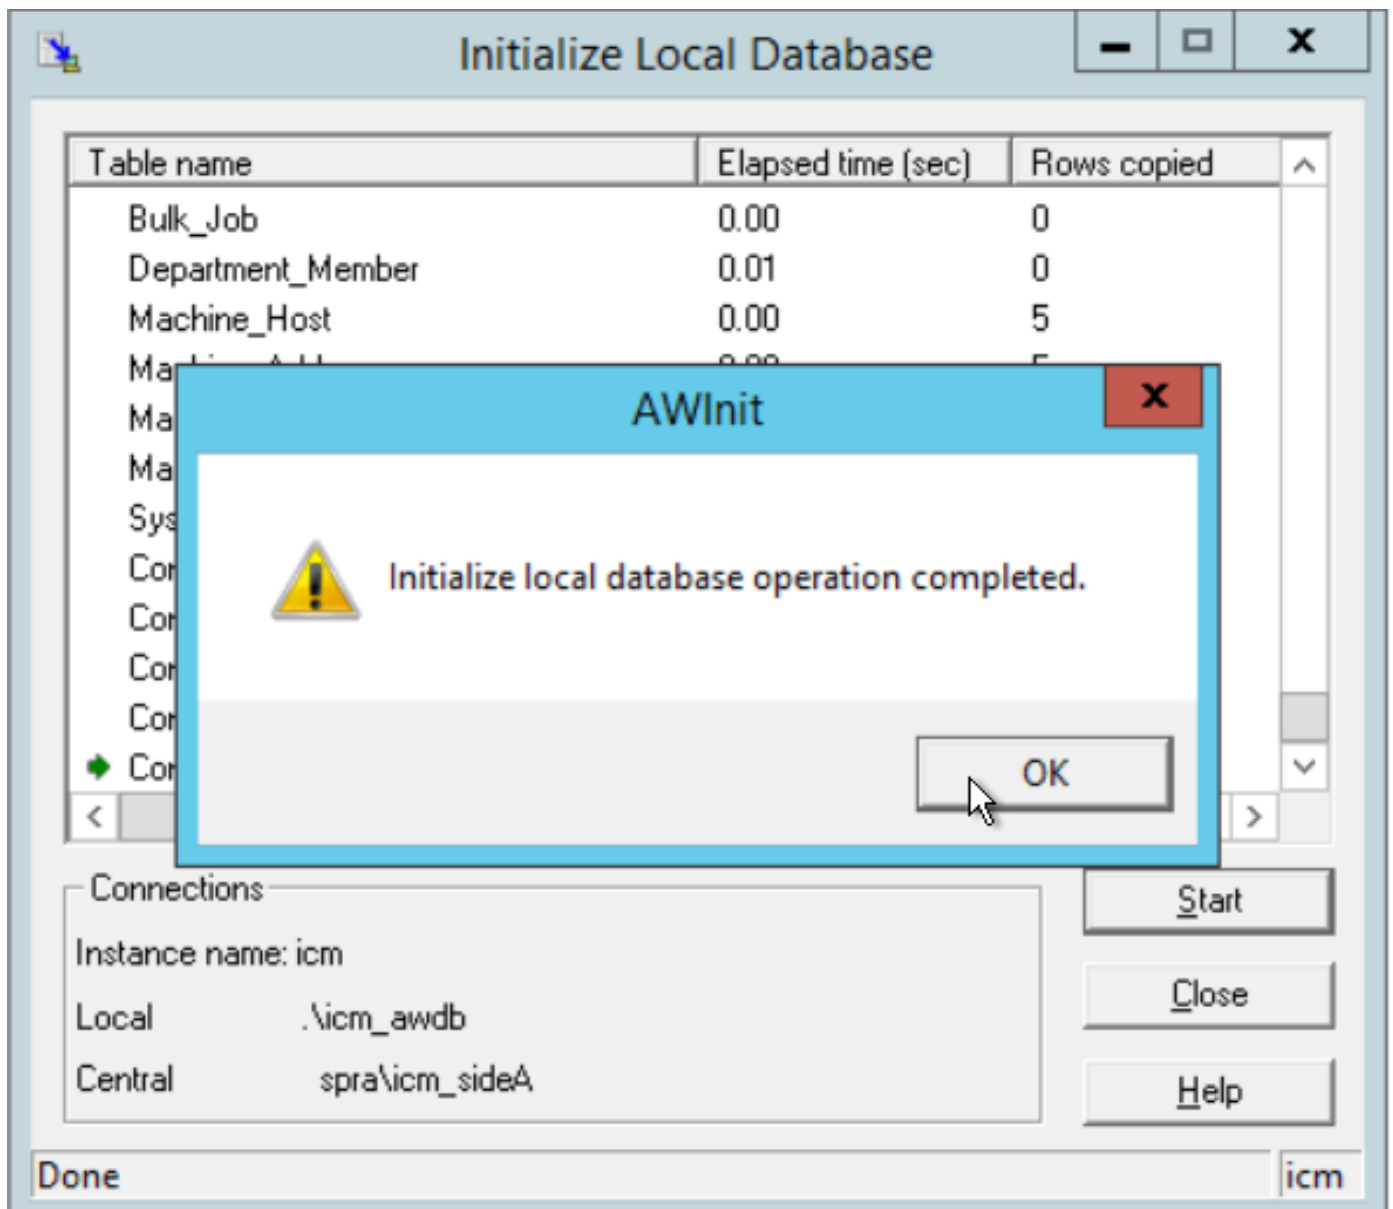 Initialize Local Database
Table name Elapsed time (sec) Rows copied
Bulk_Job 0.00 0
Department_Member 0.01 0
Machine_Host 0.00 5
AWInit
Initialize local database operation completed.
OK
Connections
Instance name: icm
Local .\icm_awdb
Central spra\icm_sideA
Start
Close
Help
Done icm